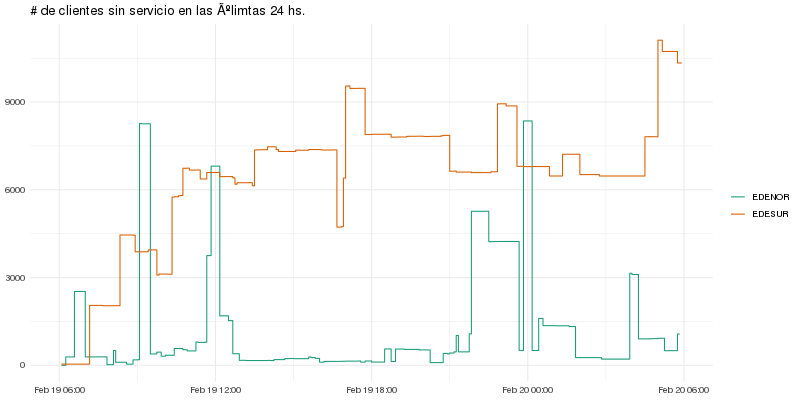 # de clientes sin servicio en las Ãºlimtas 24 hs.
9000
6000
3000
0
EDENOR
EDESUR
Feb 19 06:00
Feb 19 12:00
Feb 19 18:00
Feb 20 00:00
Feb 20 06:00